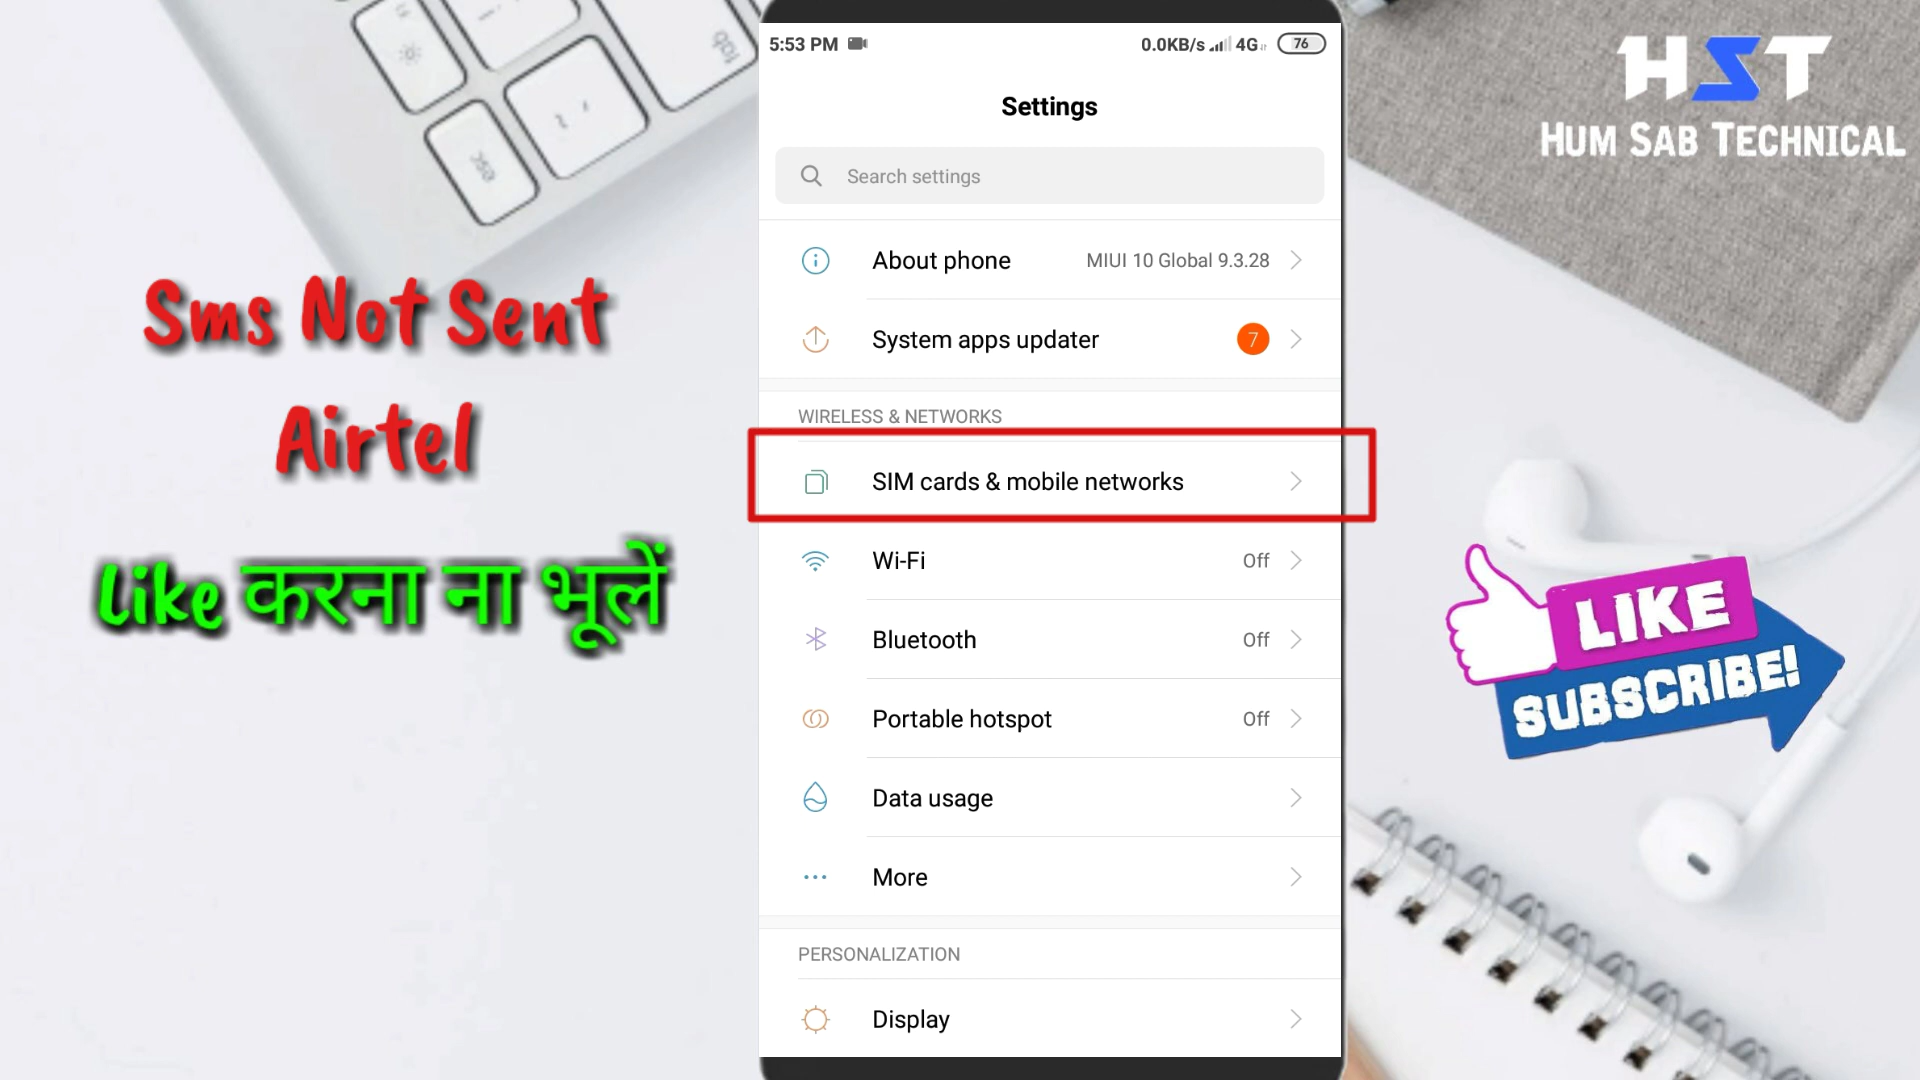 Sms Not Sent
Airtel
Like करना ना भूलें
5:53 PM
0.0KB/s 4G 76
Settings
Search settings
About phone MIUI 10 Global 9.3.28
System apps updater 7
WIRELESS & NETWORKS
SIM cards & mobile networks
Wi-Fi Off
Bluetooth Off
Portable hotspot Off
Data usage
More
PERSONALIZATION
Display
HST
HUM SAB TECHNICAL
LIKE
SUBSCRIBE!
esc
tab